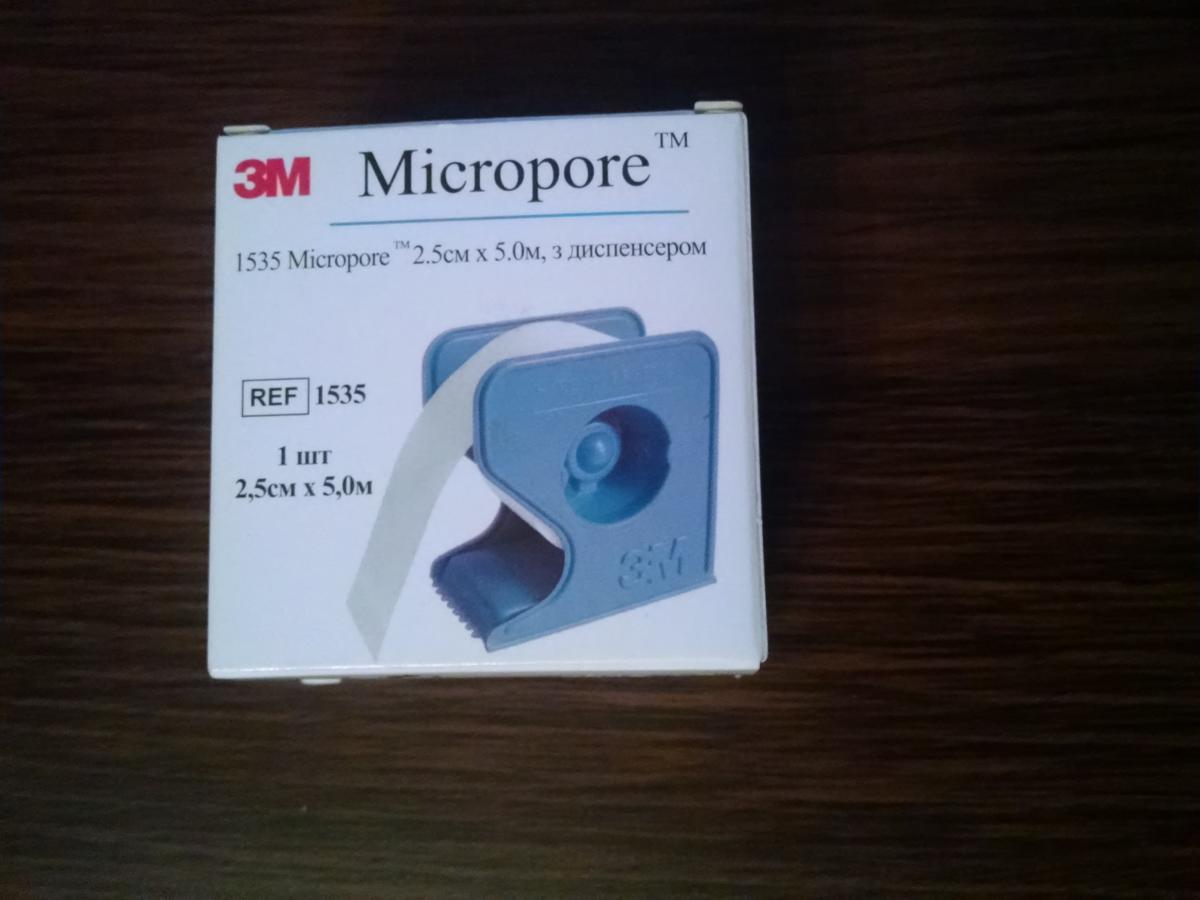 3M Micropore™
1535 Micropore™ 2.5см x 5.0м, з диспенсером
REF 1535
1 шт
2,5см x 5,0м
3M